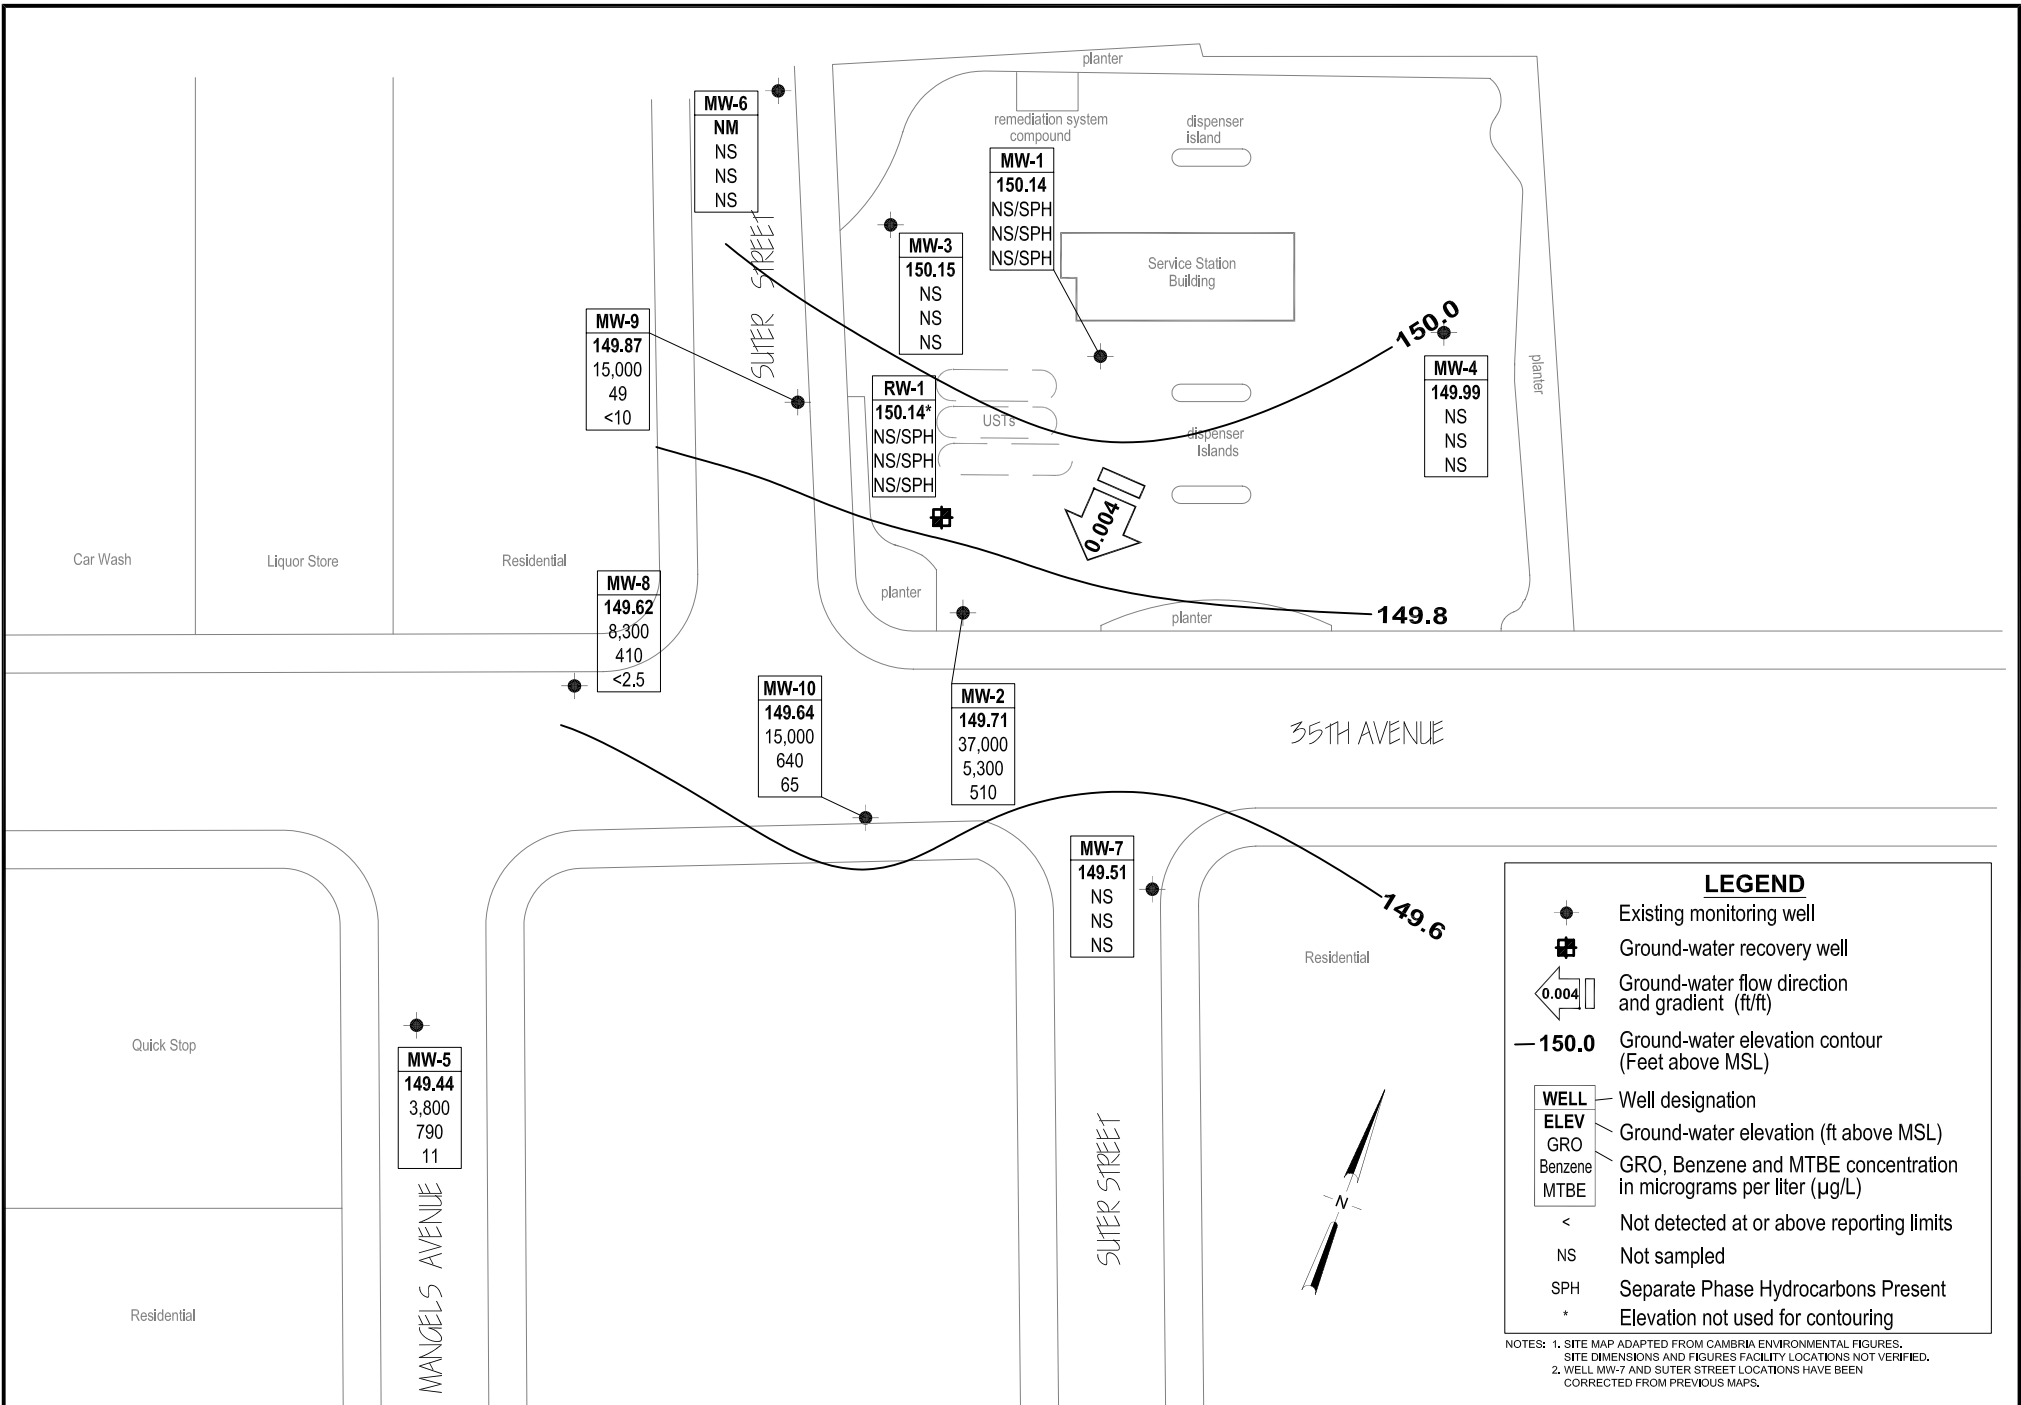 planter
remediation system
compound
dispenser
island
MW-6
NM
NS
NS
NS
MW-1
150.14
NS/SPH
NS/SPH
NS/SPH
SUTER STREET
MW-3
150.15
NS
NS
NS
Service Station
Building
MW-9
149.87
15,000
49
<10
150.0
MW-4
149.99
NS
NS
NS
planter
RW-1
150.14*
NS/SPH
NS/SPH
NS/SPH
USTs
dispenser
Islands
0.004
Car Wash
Liquor Store
Residential
MW-8
149.62
8,300
410
<2.5
planter
planter
149.8
MW-10
149.64
15,000
640
65
MW-2
149.71
37,000
5,300
510
35TH AVENUE
MW-7
149.51
NS
NS
NS
149.6
Residential
Quick Stop
MW-5
149.44
3,800
790
11
MANGELS AVENUE
SUTER STREET
Residential
N
LEGEND
Existing monitoring well
Ground-water recovery well
0.004
Ground-water flow direction
and gradient (ft/ft)
150.0
Ground-water elevation contour
(Feet above MSL)
WELL
Well designation
ELEV
Ground-water elevation (ft above MSL)
GRO
Benzene
MTBE
GRO, Benzene and MTBE concentration
in micrograms per liter (µg/L)
< Not detected at or above reporting limits
NS Not sampled
SPH Separate Phase Hydrocarbons Present
* Elevation not used for contouring
NOTES: 1. SITE MAP ADAPTED FROM CAMBRIA ENVIRONMENTAL FIGURES.
SITE DIMENSIONS AND FIGURES FACILITY LOCATIONS NOT VERIFIED.
2. WELL MW-7 AND SUTER STREET LOCATIONS HAVE BEEN
CORRECTED FROM PREVIOUS MAPS.